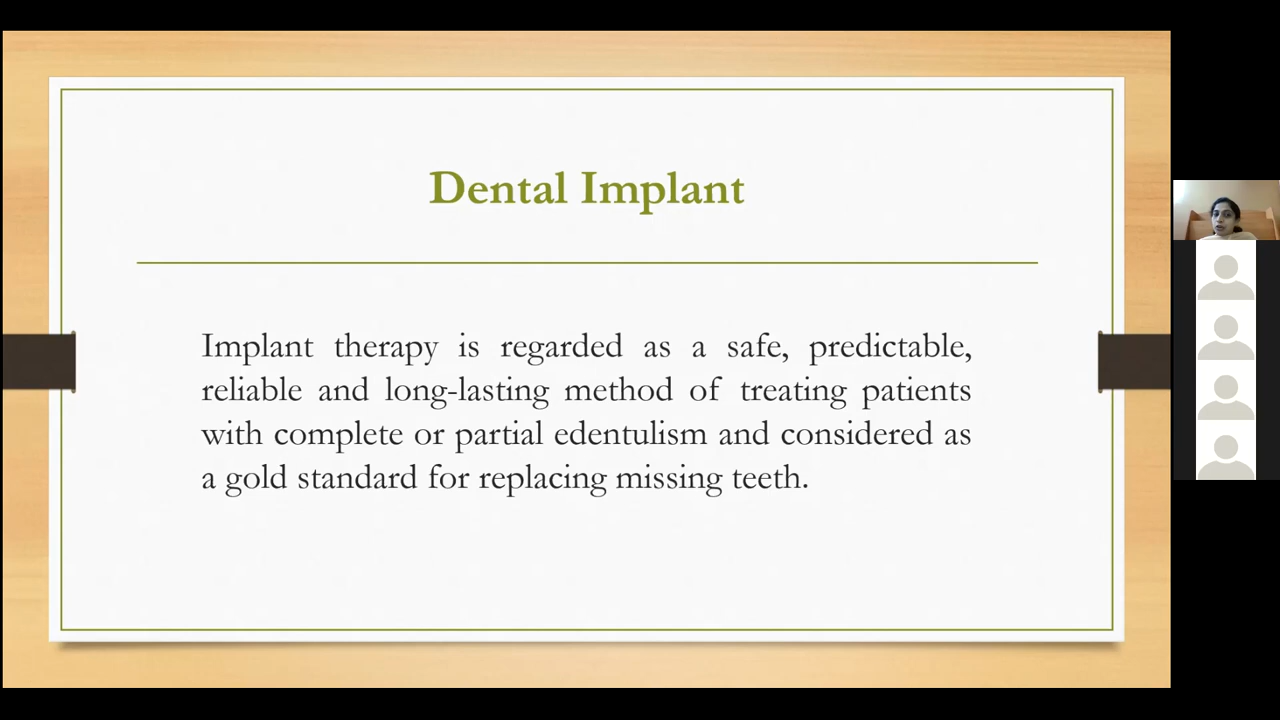 Dental Implant
Implant therapy is regarded as a safe, predictable,
reliable and long-lasting method of treating patients
with complete or partial edentulism and considered as
a gold standard for replacing missing teeth.